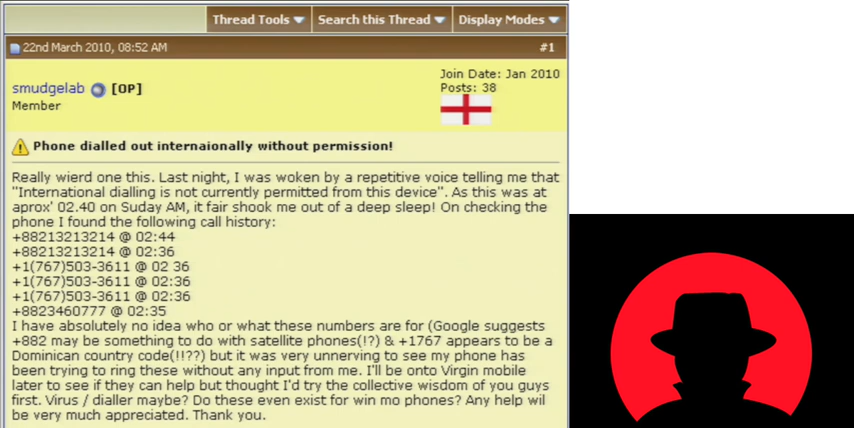 Thread Tools Search this Thread Display Modes
22nd March 2010, 08:52 AM #1
smudgelab [OP]
Member
Join Date: Jan 2010
Posts: 38
Phone dialled out internaionally without permission!
Really wierd one this. Last night, I was woken by a repetitive voice telling me that
"International dialling is not currently permitted from this device". As this was at
aprox' 02.40 on Suday AM, it fair shook me out of a deep sleep! On checking the
phone I found the following call history:
+88213213214 @ 02:44
+88213213214 @ 02:36
+1(767)503-3611 @ 02 36
+1(767)503-3611 @ 02:36
+1(767)503-3611 @ 02:36
+8823460777 @ 02:35
I have absolutely no idea who or what these numbers are for (Google suggests
+882 may be something to do with satellite phones(!?) & +1767 appears to be a
Dominican country code(!!??) but it was very unnerving to see my phone has
been trying to ring these without any input from me. I'll be onto Virgin mobile
later to see if they can help but thought I'd try the collective wisdom of you guys
first. Virus / dialler maybe? Do these even exist for win mo phones? Any help wil
be very much appreciated. Thank you.